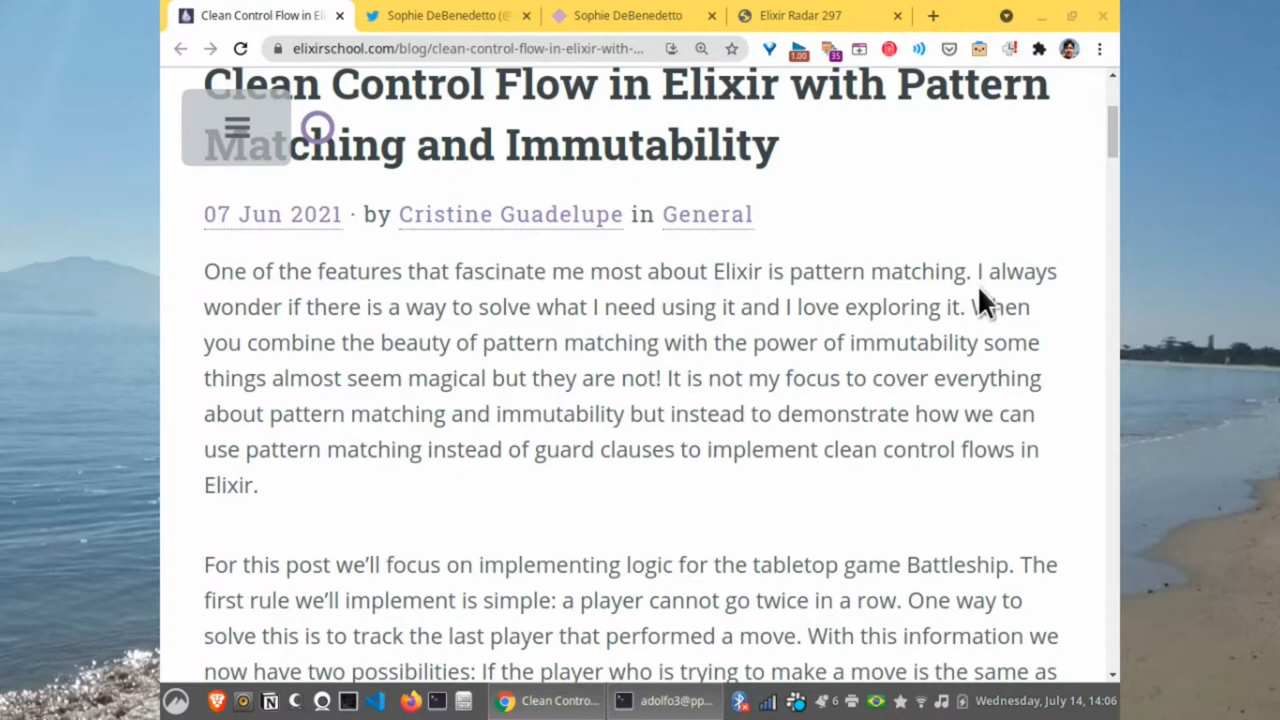 Clean Control Flow in Eli
Sophie DeBenedetto (@
Sophie DeBenedetto
Elixir Radar 297
elixirschool.com/blog/clean-control-flow-in-elixir-with-...
1.00
35
Clean Control Flow in Elixir with Pattern
Matching and Immutability
07 Jun 2021 · by Cristine Guadelupe in General
One of the features that fascinate me most about Elixir is pattern matching. I always
wonder if there is a way to solve what I need using it and I love exploring it. When
you combine the beauty of pattern matching with the power of immutability some
things almost seem magical but they are not! It is not my focus to cover everything
about pattern matching and immutability but instead to demonstrate how we can
use pattern matching instead of guard clauses to implement clean control flows in
Elixir.
For this post we'll focus on implementing logic for the tabletop game Battleship. The
first rule we'll implement is simple: a player cannot go twice in a row. One way to
solve this is to track the last player that performed a move. With this information we
now have two possibilities: If the player who is trying to make a move is the same as
Clean Contro...
adolfo3@pp...
6
Wednesday, July 14, 14:06